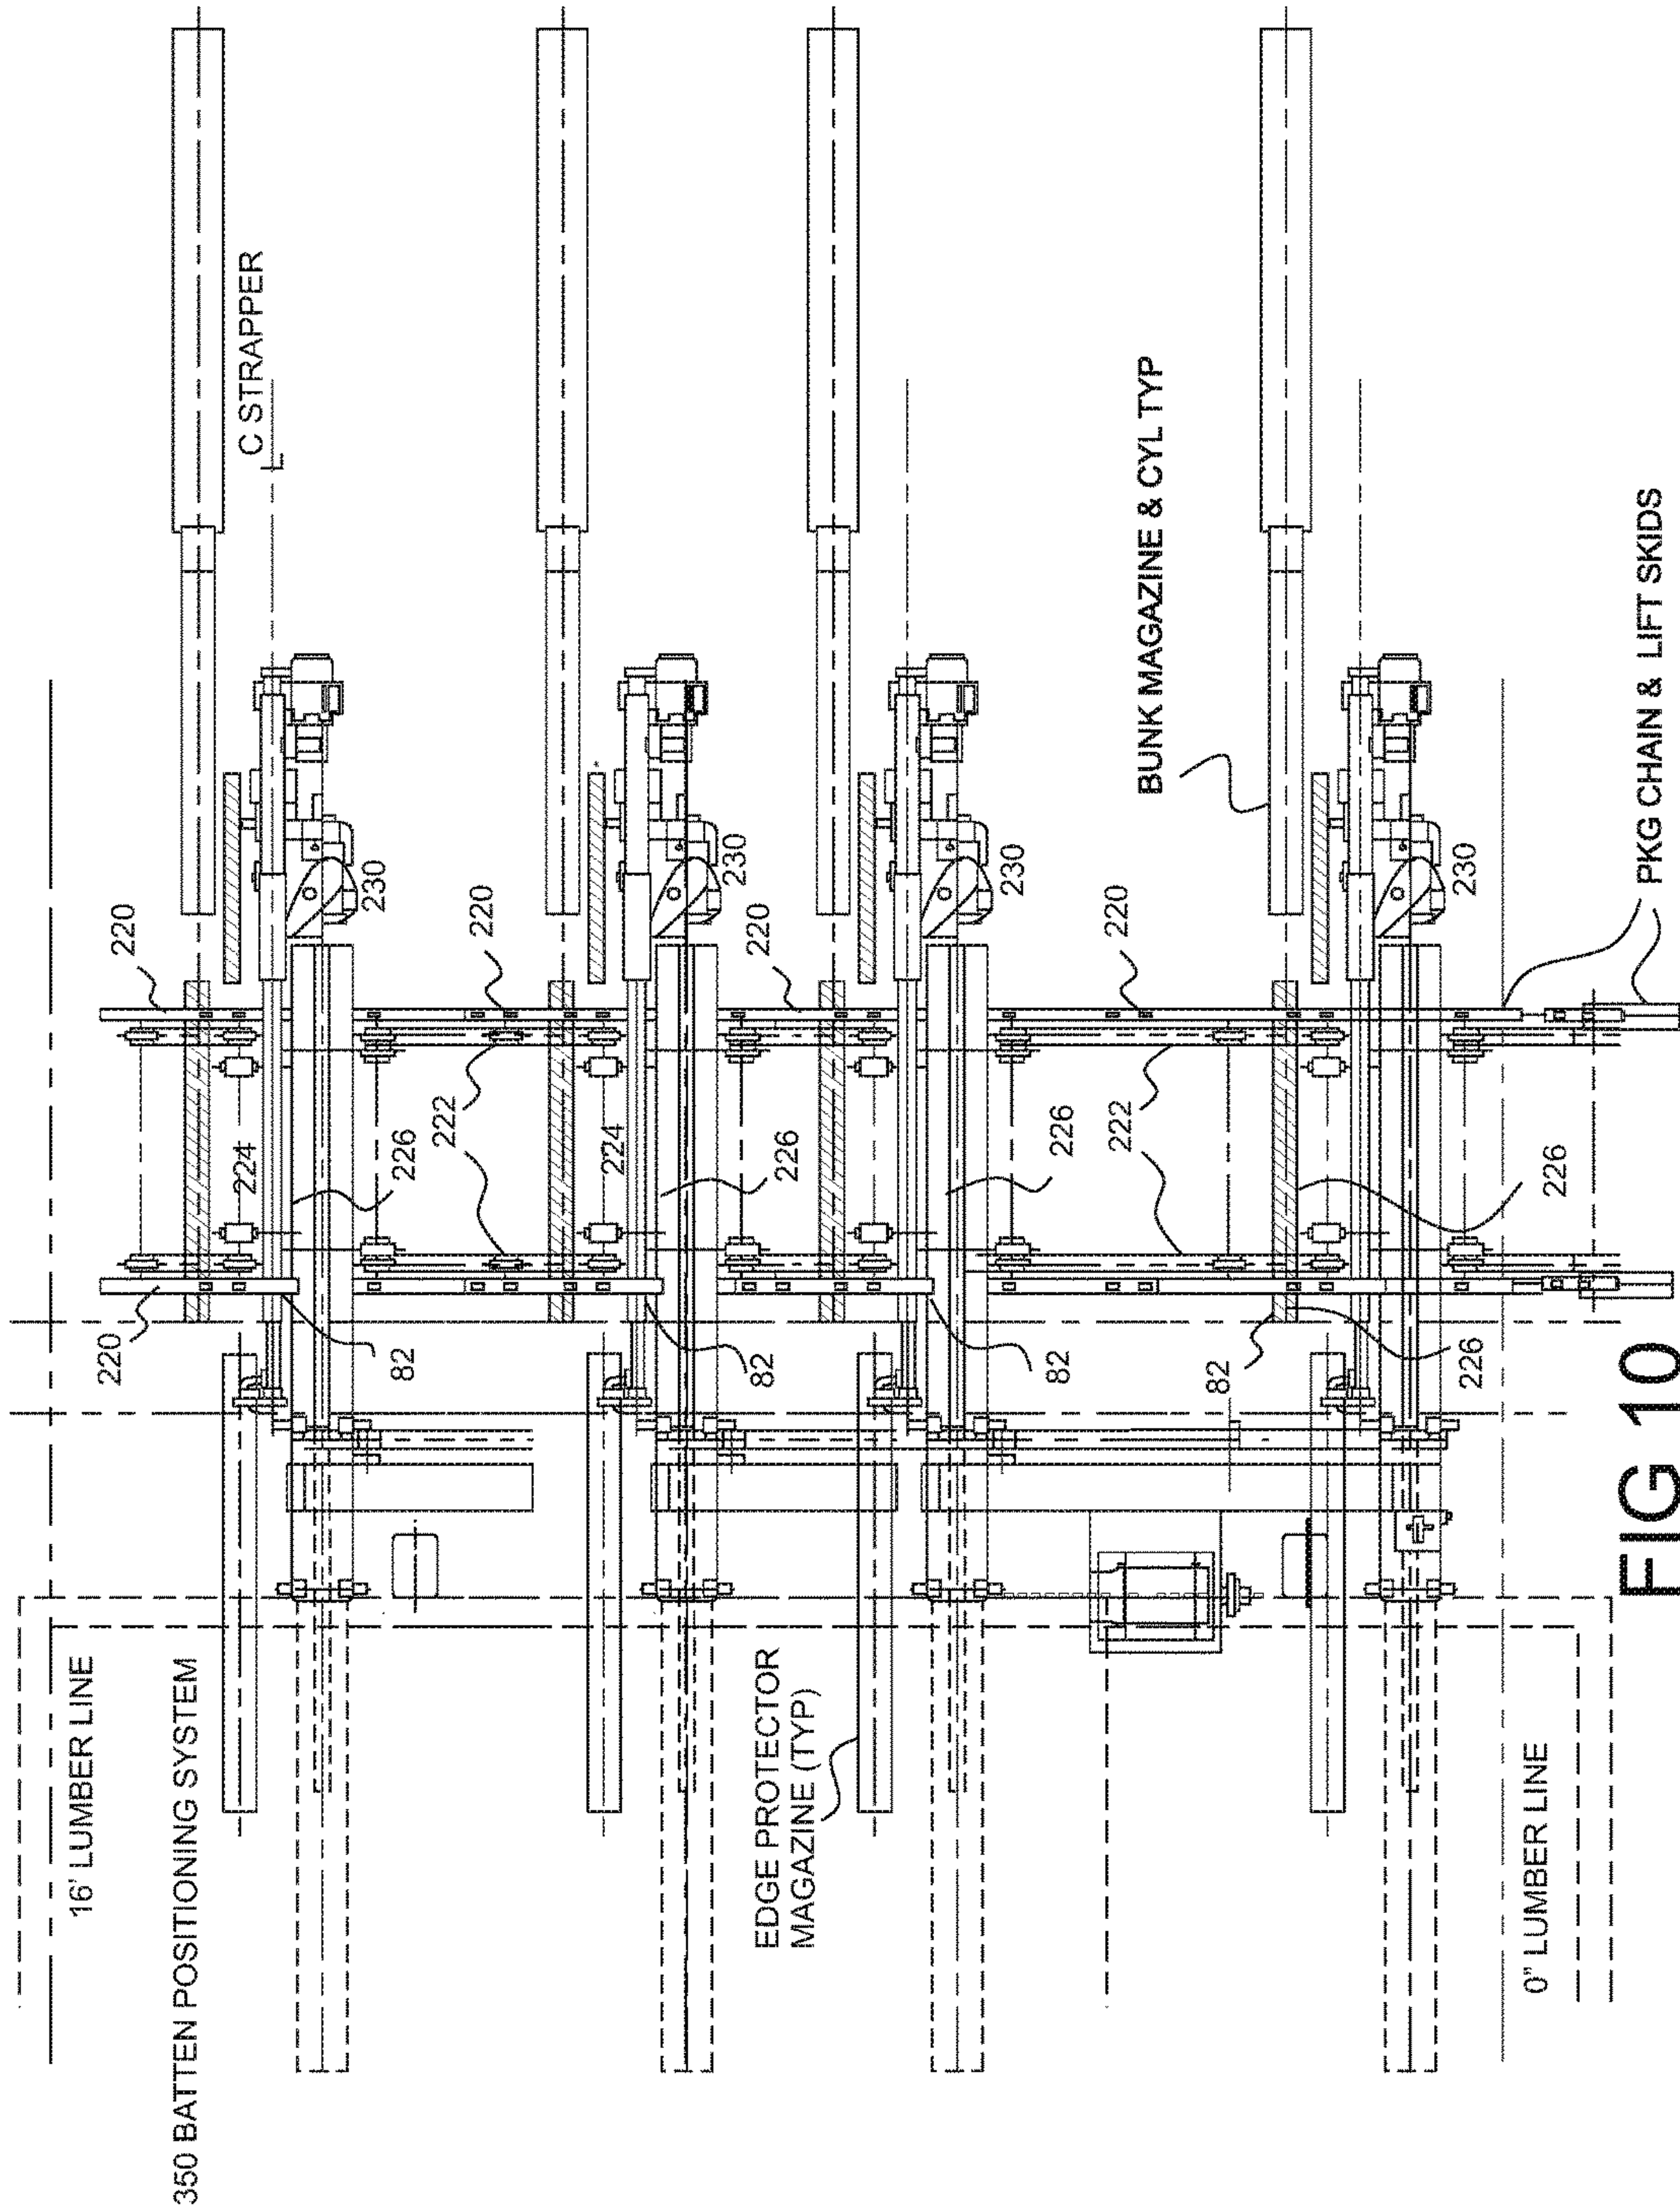 16' LUMBER LINE
220
220
350 BATTEN POSITIONING SYSTEM
224
C STRAPPER
230
82
226
222
220
224
230
82
226
220
EDGE PROTECTOR
MAGAZINE (TYP)
230
82
226
222
220
BUNK MAGAZINE & CYL TYP
82
230
226
0" LUMBER LINE
226
FIG 10
PKG CHAIN & LIFT SKIDS